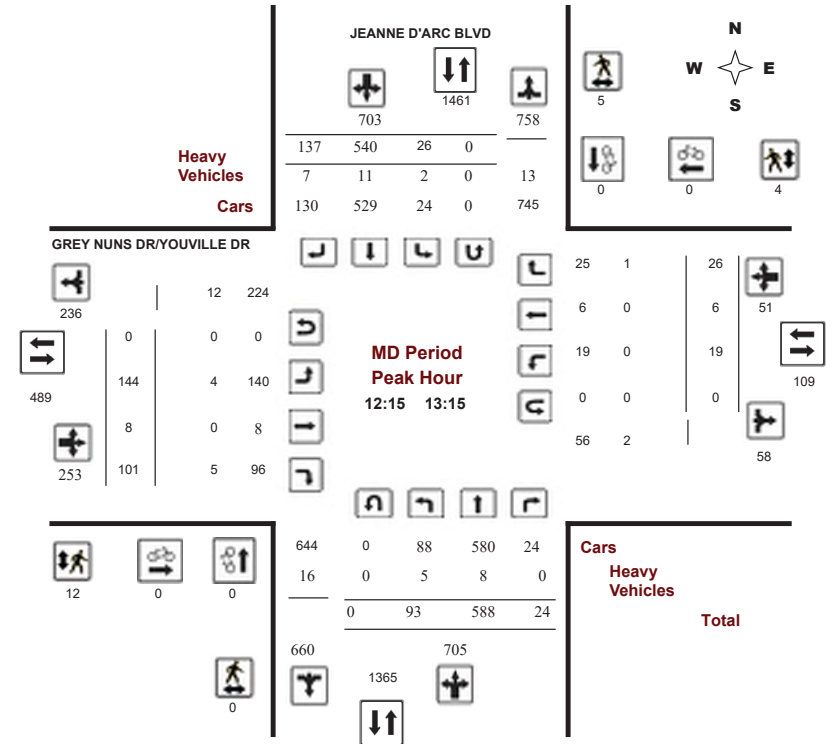 JEANNE D'ARC BLVD
N
W E
S
1461
5
703 758
137 540 26 0
Heavy
Vehicles 7 11 2 0 13
0 0 4
Cars 130 529 24 0 745
GREY NUNS DR/YOUVILLE DR
25 1 26
236 12 224
51
6 0 6
0 0 0
MD Period
19 0 19
Peak Hour
144 4 140
109
489
12:15 13:15
0 0 0
8 0 8
56 2
58
253 101 5 96
644 0 88 580 24 Cars
16 0 5 8 0 Heavy
Vehicles
12 0 0
0 93 588 24 Total
660 705
1365
0